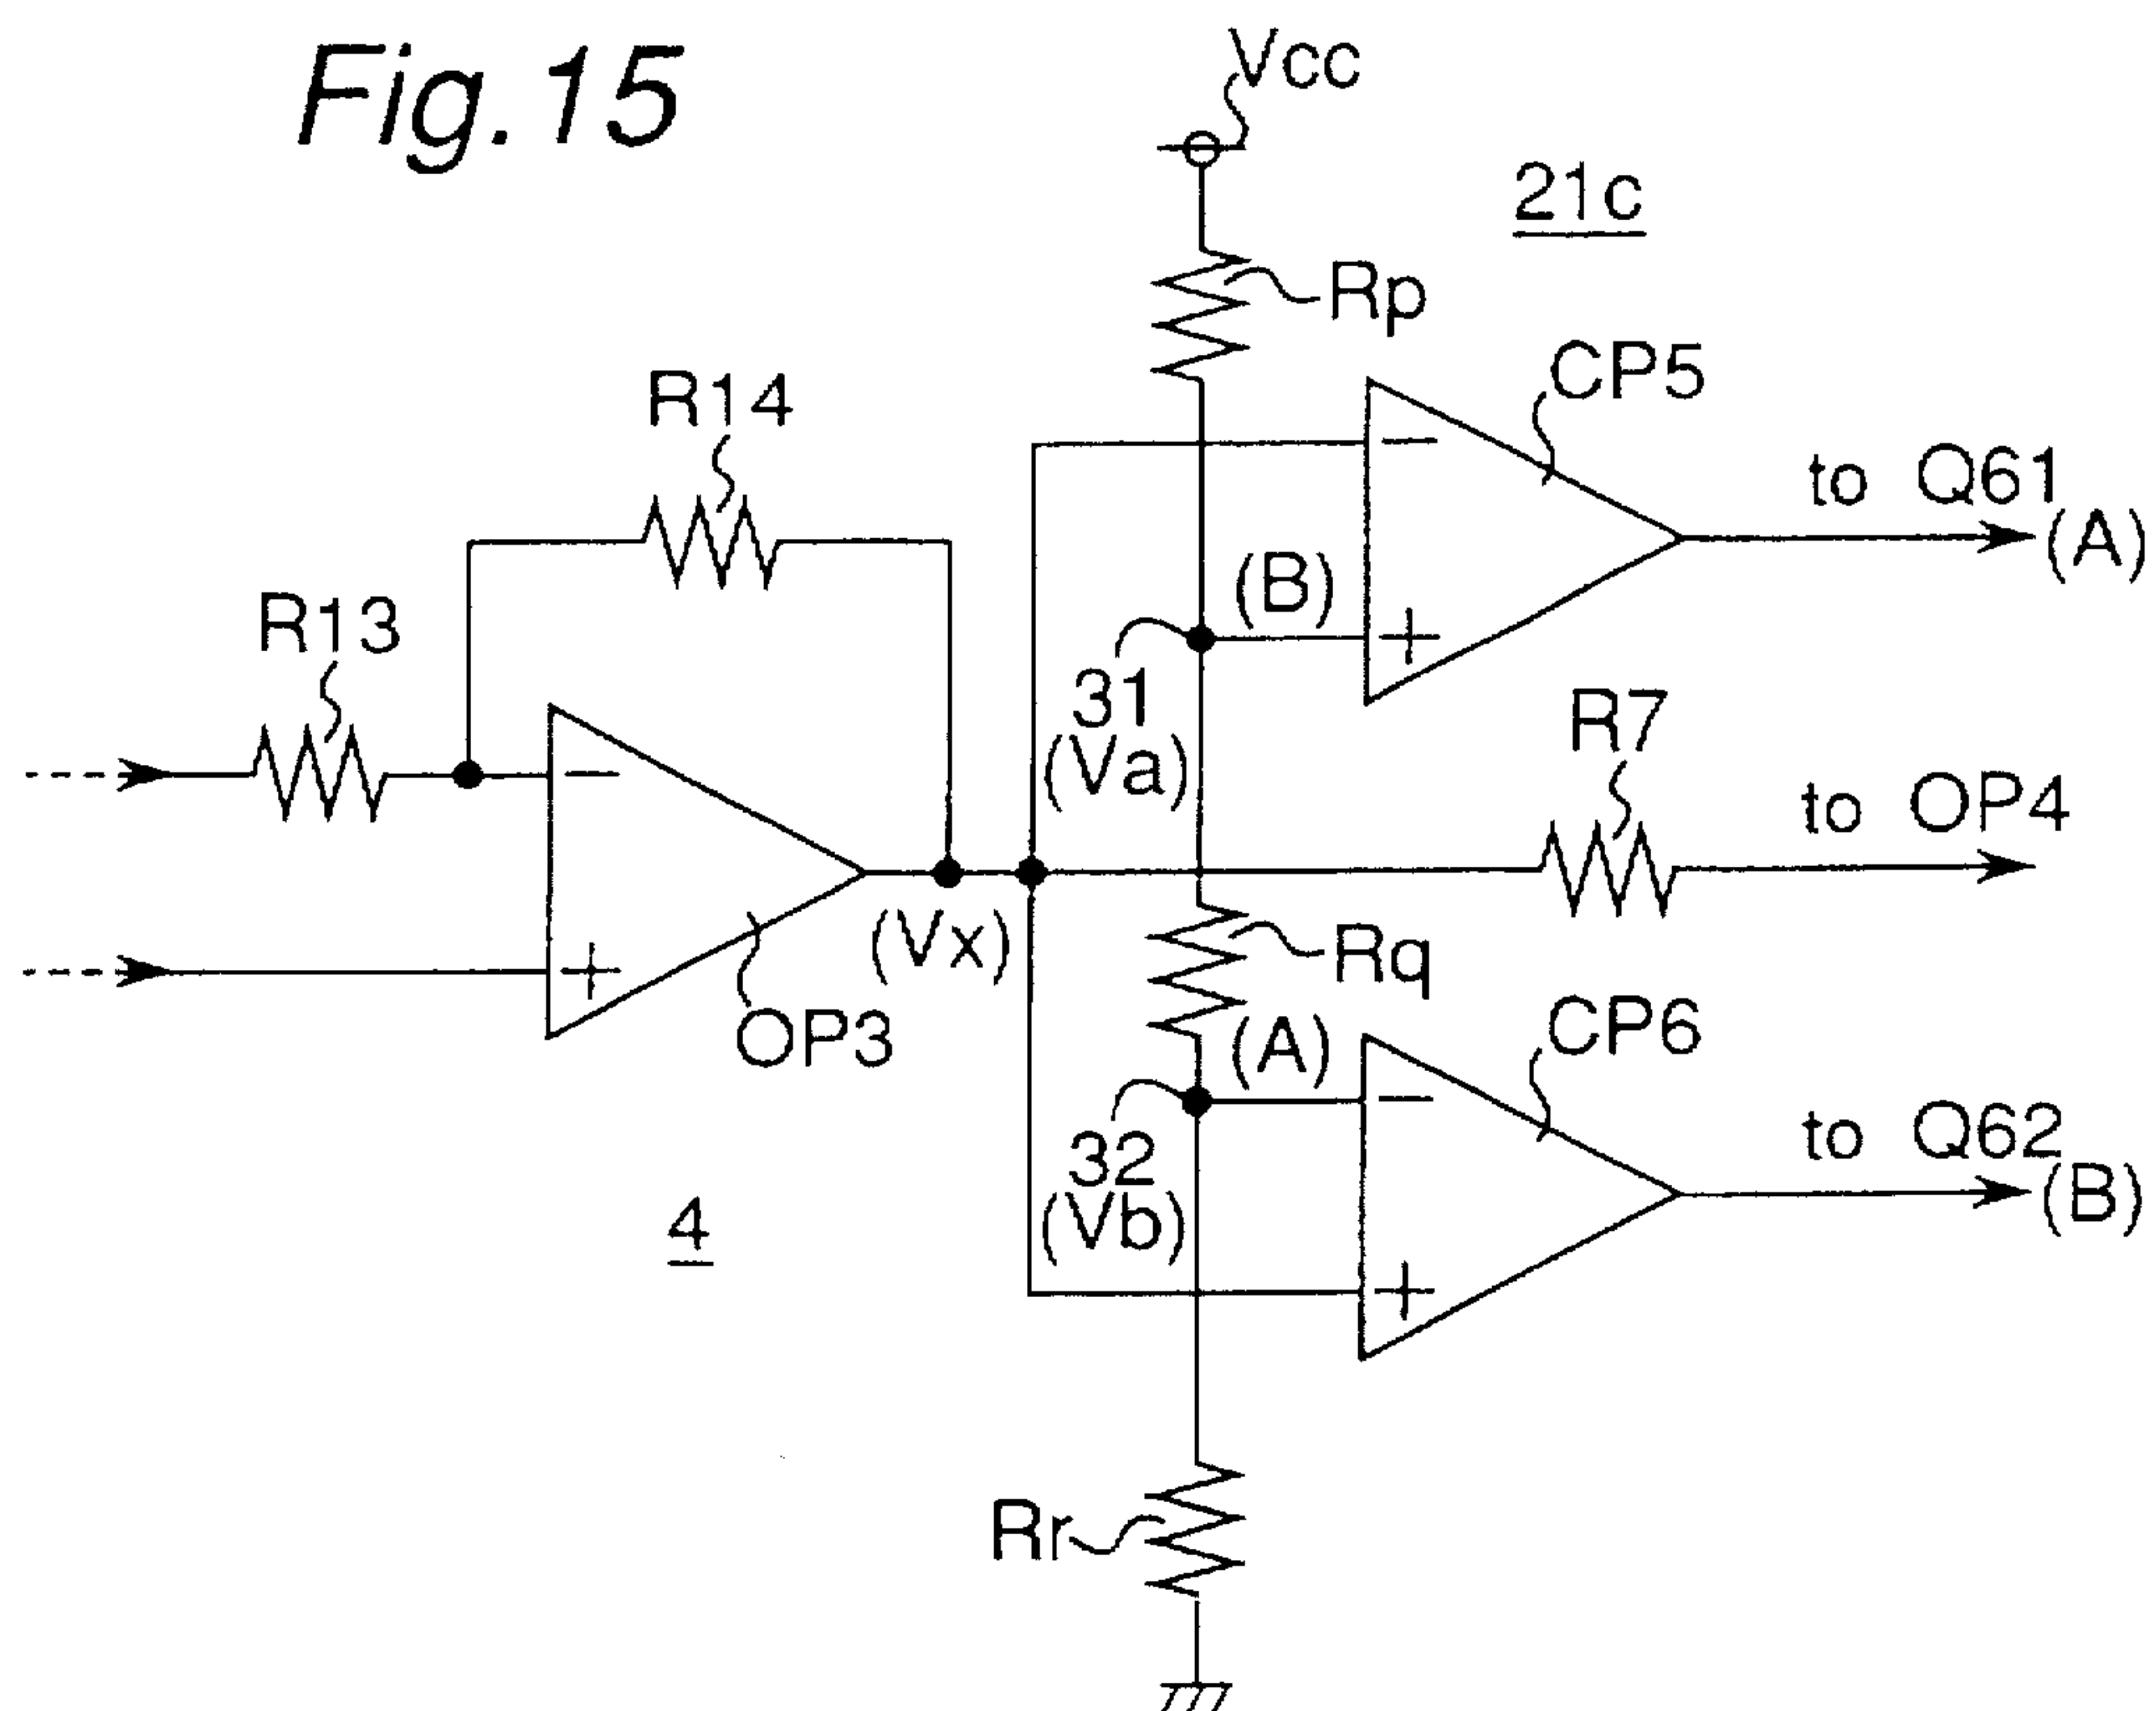 Fig.15
Vcc
21c
Rp
CP5
R14
to Q61
(A)
(B)
R13
31
(Va)
R7
to OP4
−
+
−
+
(Vx)
Rq
OP3
(A)
CP6
32
(Vb)
−
+
to Q62
(B)
4
Rr